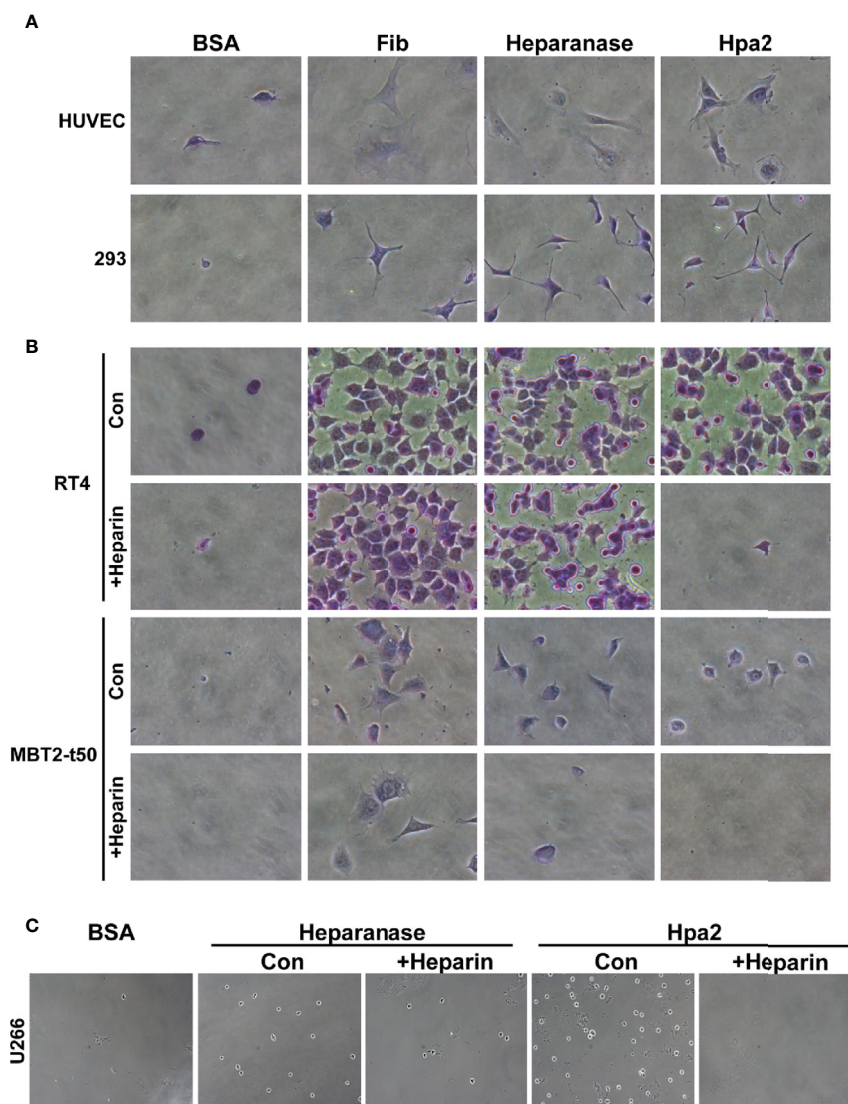 A
BSA Fib Heparanase Hpa2
HUVEC
293
B
RT4
Con
+Heparin
MBT2-t50
Con
+Heparin
C
BSA Heparanase Hpa2
Con +Heparin Con +Heparin
U266